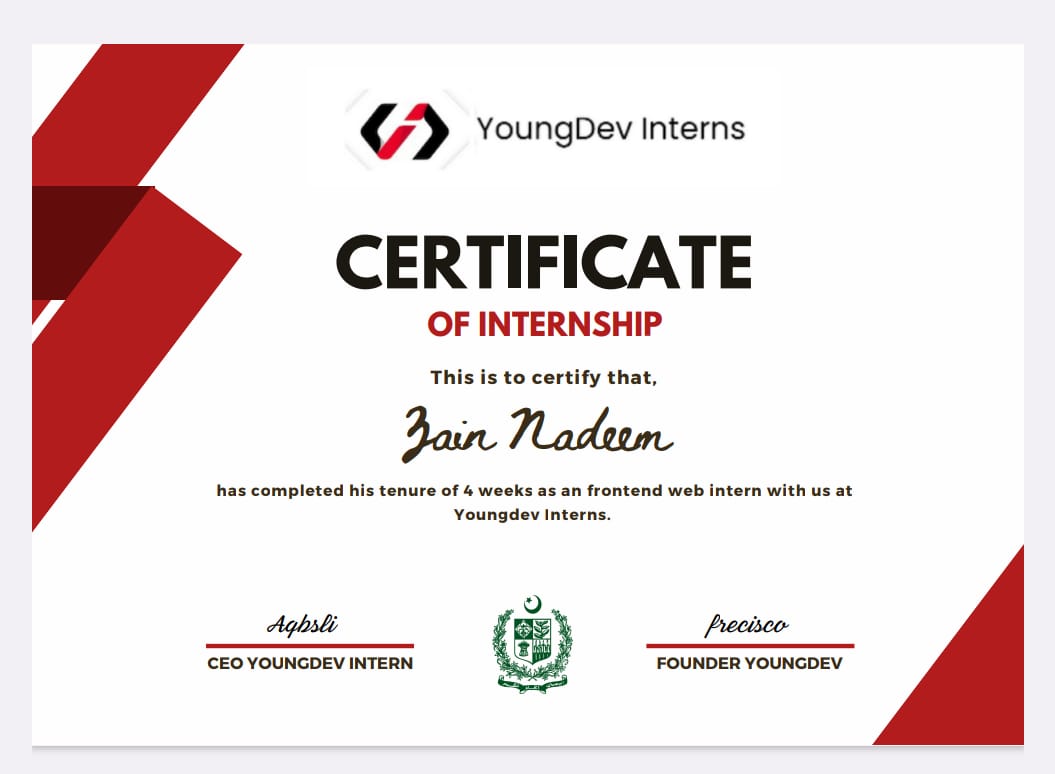 YoungDev Interns
CERTIFICATE
OF INTERNSHIP
This is to certify that,
Zain Nadeem
has completed his tenure of 4 weeks as an frontend web intern with us at
Youngdev Interns.
Aqbsli
frecisco
CEO YOUNGDEV INTERN
FOUNDER YOUNGDEV